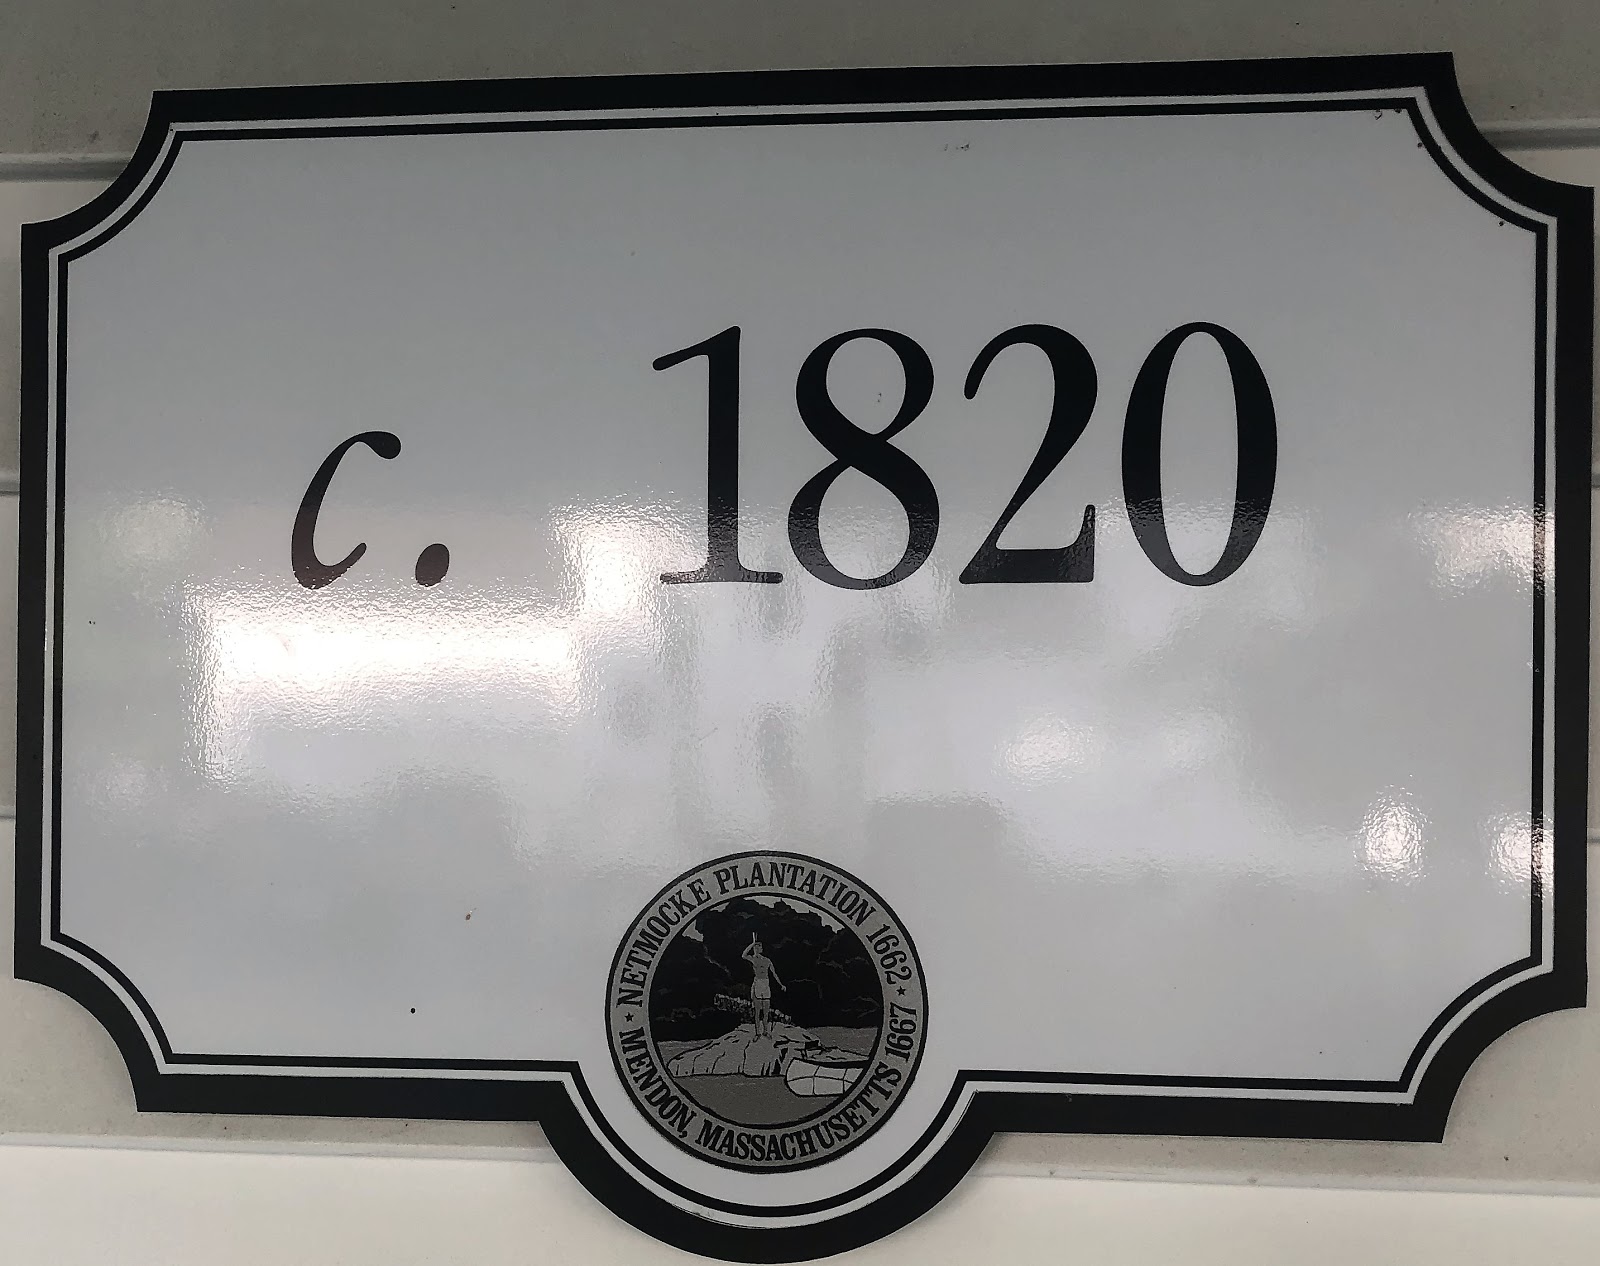 c. 1820
NETMOCKE PLANTATION 1662
MENDON, MASSACHUSETTS 1667